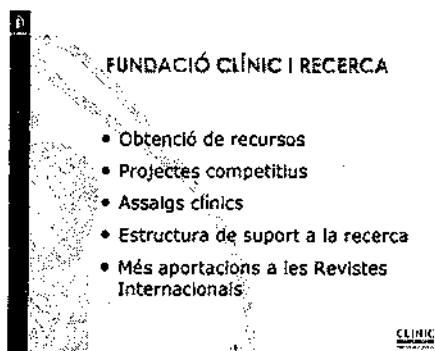 FUNDACIÓ CLÍNIC I RECERCA
• Obtenció de recursos
• Projectes competitius
• Assaigs clínics
• Estructura de suport a la recerca
• Més aportacions a les Revistes
Internacionals
CLINIC